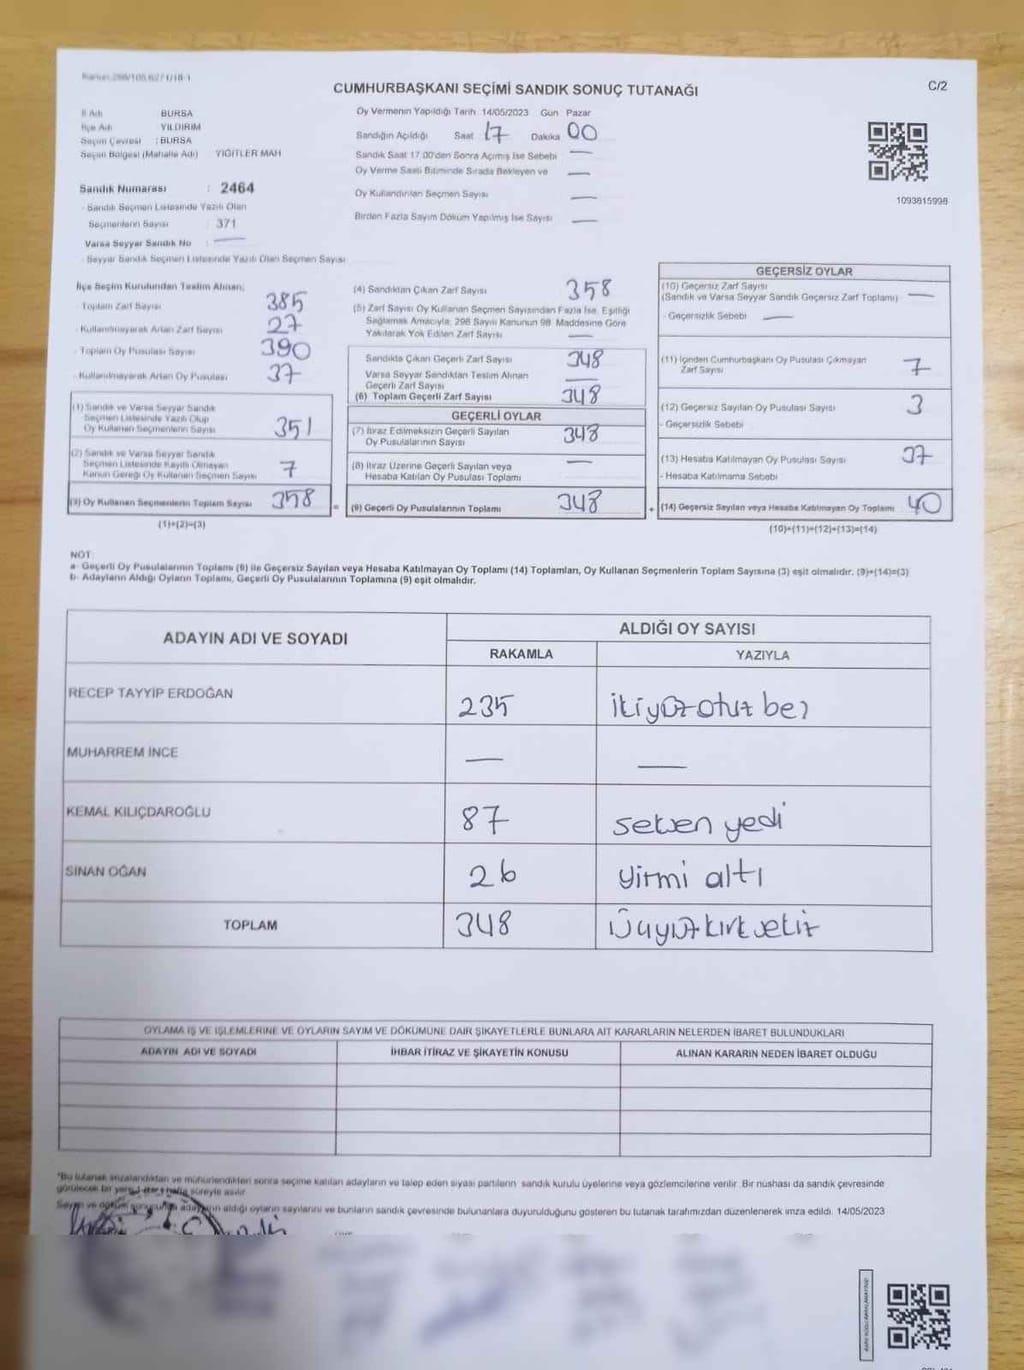 CUMHURBAŞKANI SEÇİMİ SANDIK SONUÇ TUTANAĞI
C/2
İl Adı BURSA
İlçe Adı YILDIRIM
Seçim Çevresi : BURSA
Seçim Bölgesi (Mahalle Adı) YİĞİTLER MAH
Sandık Numarası : 2464
Sandık Seçmen Listesinde Yazılı Olan
Seçmenlerin Sayısı : 371
Varsa Seyyar Sandık No : —
Seyyar Sandık Seçmen Listesinde Yazılı Olan Seçmen Sayısı
Oy Vermenin Yapıldığı Tarih 14/05/2023 Gün Pazar
Sandığın Açıldığı Saat 17 Dakika 00
Sandık Saat 17.00'den Sonra Açılmış İse Sebebi —
Oy Verme Saati Bitiminde Sırada Bekleyen ve —
Oy Kullandırılan Seçmen Sayısı —
Birden Fazla Sayım Döküm Yapılmış İse Sayısı —
1093815998
İlçe Seçim Kurulundan Teslim Alınan;
- Toplam Zarf Sayısı 385
- Kullanılmayarak Artan Zarf Sayısı 27
- Toplam Oy Pusulası Sayısı 390
- Kullanılmayarak Artan Oy Pusulası 37
(1) Sandık ve Varsa Seyyar Sandık
Seçmen Listesinde Yazılı Olup
Oy Kullanan Seçmenlerin Sayısı 351
(2) Sandık ve Varsa Seyyar Sandık
Seçmen Listesinde Kayıtlı Olmayan
Kanun Gereği Oy Kullanan Seçmen Sayısı 7
(3) Oy Kullanan Seçmenlerin Toplam Sayısı 358 =
(1)+(2)=(3)
(4) Sandıktan Çıkan Zarf Sayısı 358
(5) Zarf Sayısı Oy Kullanan Seçmen Sayısından Fazla İse, Eşitliği
Sağlamak Amacıyla; 298 Sayılı Kanunun 98. Maddesine Göre
Yakılarak Yok Edilen Zarf Sayısı —
Sandıkta Çıkan Geçerli Zarf Sayısı 348
Varsa Seyyar Sandıktan Teslim Alınan
Geçerli Zarf Sayısı —
(6) Toplam Geçerli Zarf Sayısı 348
GEÇERLİ OYLAR
(7) İtiraz Edilmeksizin Geçerli Sayılan
Oy Pusulalarının Sayısı 348
(8) İtiraz Üzerine Geçerli Sayılan veya
Hesaba Katılan Oy Pusulası Toplamı —
(9) Geçerli Oy Pusulalarının Toplamı 348 +
GEÇERSİZ OYLAR
(10) Geçersiz Zarf Sayısı
(Sandık ve Varsa Seyyar Sandık Geçersiz Zarf Toplamı) —
- Geçersizlik Sebebi —
(11) İçinden Cumhurbaşkanı Oy Pusulası Çıkmayan
Zarf Sayısı 7
(12) Geçersiz Sayılan Oy Pusulası Sayısı 3
- Geçersizlik Sebebi
(13) Hesaba Katılmayan Oy Pusulası Sayısı 37
- Hesaba Katılmama Sebebi
(14) Geçersiz Sayılan veya Hesaba Katılmayan Oy Toplamı 40
(10)+(11)+(12)+(13)=(14)
NOT:
a- Geçerli Oy Pusulalarının Toplamı (9) ile Geçersiz Sayılan veya Hesaba Katılmayan Oy Toplamı (14) Toplamları, Oy Kullanan Seçmenlerin Toplam Sayısına (3) eşit olmalıdır. (9)+(14)=(3)
b- Adayların Aldığı Oyların Toplamı, Geçerli Oy Pusulalarının Toplamına (9) eşit olmalıdır.
ADAYIN ADI VE SOYADI ALDIĞI OY SAYISI
RAKAMLA YAZIYLA
RECEP TAYYİP ERDOĞAN 235 ikiyüzotuz beş
MUHARREM İNCE — —
KEMAL KILIÇDAROĞLU 87 seksen yedi
SİNAN OĞAN 26 yirmi altı
TOPLAM 348 Üçyüzkırksekiz
OYLAMA İŞ VE İŞLEMLERİNE VE OYLARIN SAYIM VE DÖKÜMÜNE DAİR ŞİKAYETLERLE BUNLARA AİT KARARLARIN NELERDEN İBARET BULUNDUKLARI
ADAYIN ADI VE SOYADI İHBAR İTİRAZ VE ŞİKAYETİN KONUSU ALINAN KARARIN NEDEN İBARET OLDUĞU
*Bu tutanak imzalandıktan ve mühürlendikten sonra seçime katılan adayların ve talep eden siyasi partilerin sandık kurulu üyelerine veya gözlemcilerine verilir. Bir nüshası da sandık çevresinde
görülecek bir yere 1 (bir) hafta süreyle asılır.
Sayım ve döküm sonucunda adayların aldığı oyların sayılarını ve bunların sandık çevresinde bulunanlara duyurulduğunu gösteren bu tutanak tarafımızdan düzenlenerek imza edildi. 14/05/2023